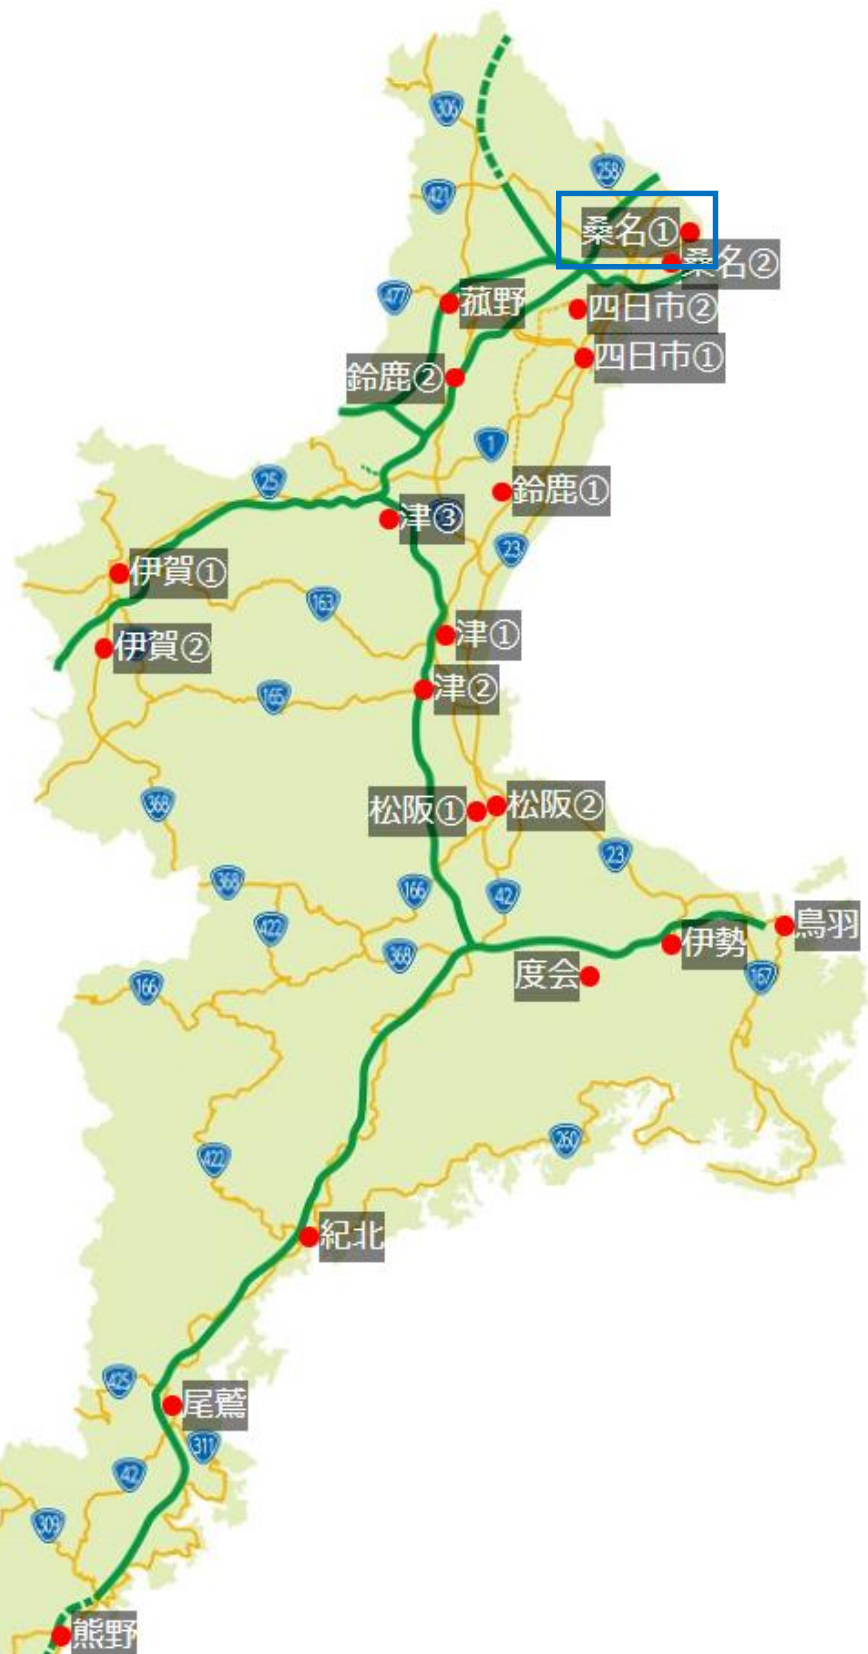 306
258
421
桑名①
桑名②
477
菰野
四日市②
四日市①
鈴鹿②
1
25
鈴鹿①
津③
23
伊賀①
163
津①
伊賀②
165
津②
368
松阪①
松阪②
23
368
166
42
422
鳥羽
368
伊勢
度会
166
167
260
422
紀北
425
尾鷲
311
42
309
熊野